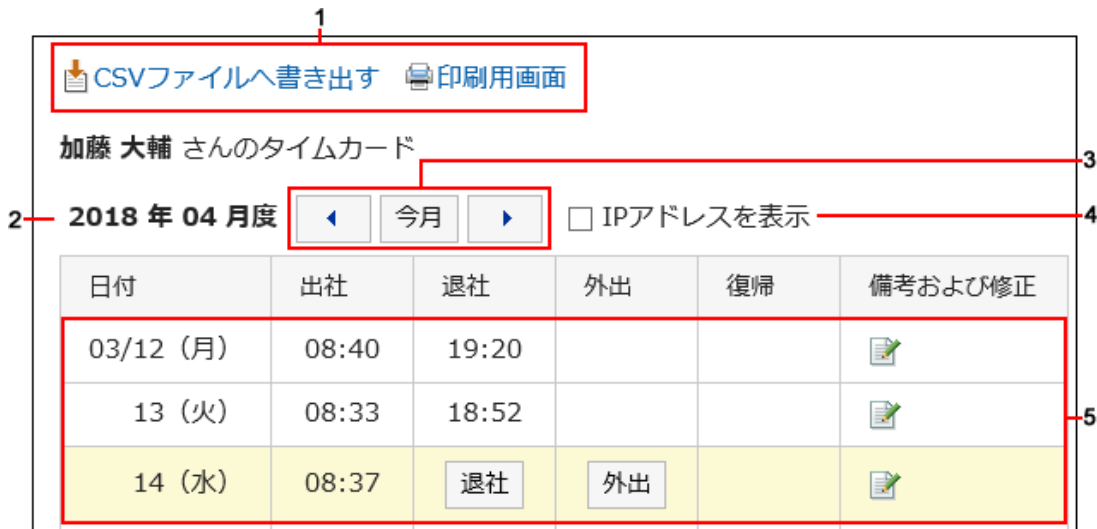 1
CSVファイルへ書き出す 印刷用画面
加藤 大輔 さんのタイムカード
3
2 2018 年 04 月度 今月 IPアドレスを表示 4
日付 出社 退社 外出 復帰 備考および修正
03/12（月） 08:40 19:20
13（火） 08:33 18:52
5
14（水） 08:37 退社 外出